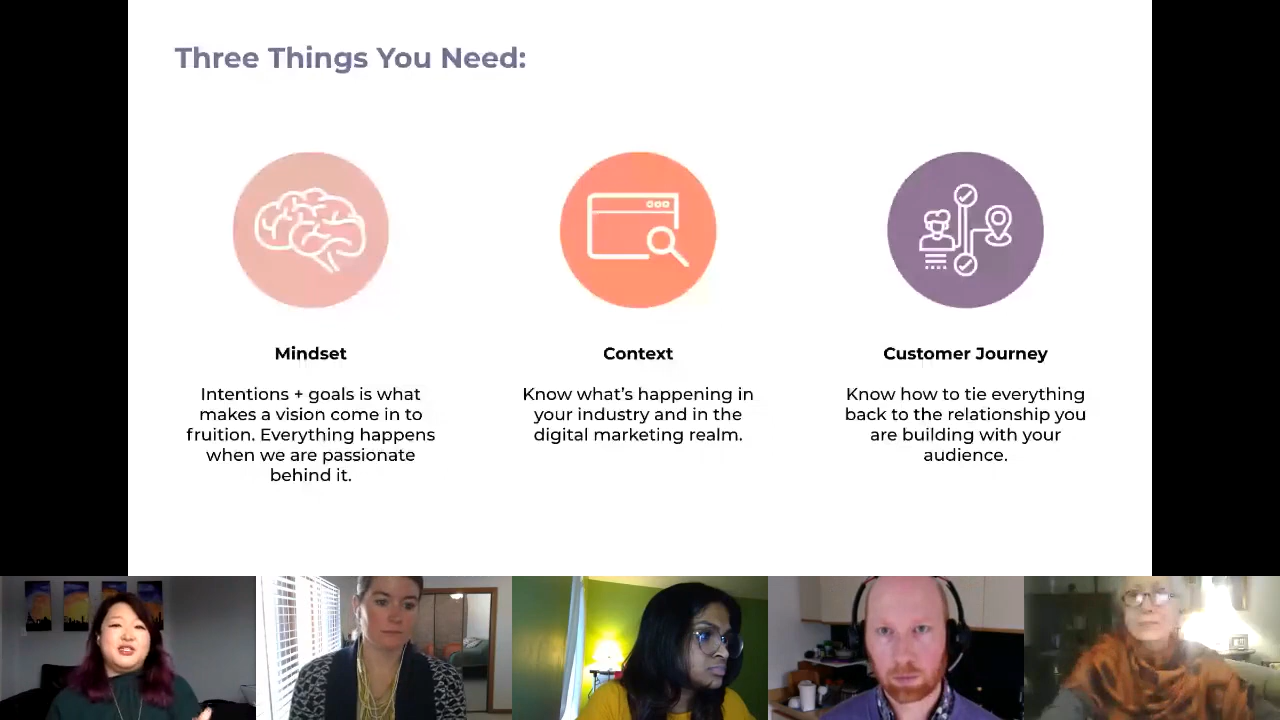 Three Things You Need:
Mindset
Intentions + goals is what
makes a vision come in to
fruition. Everything happens
when we are passionate
behind it.
Context
Know what's happening in
your industry and in the
digital marketing realm.
Customer Journey
Know how to tie everything
back to the relationship you
are building with your
audience.